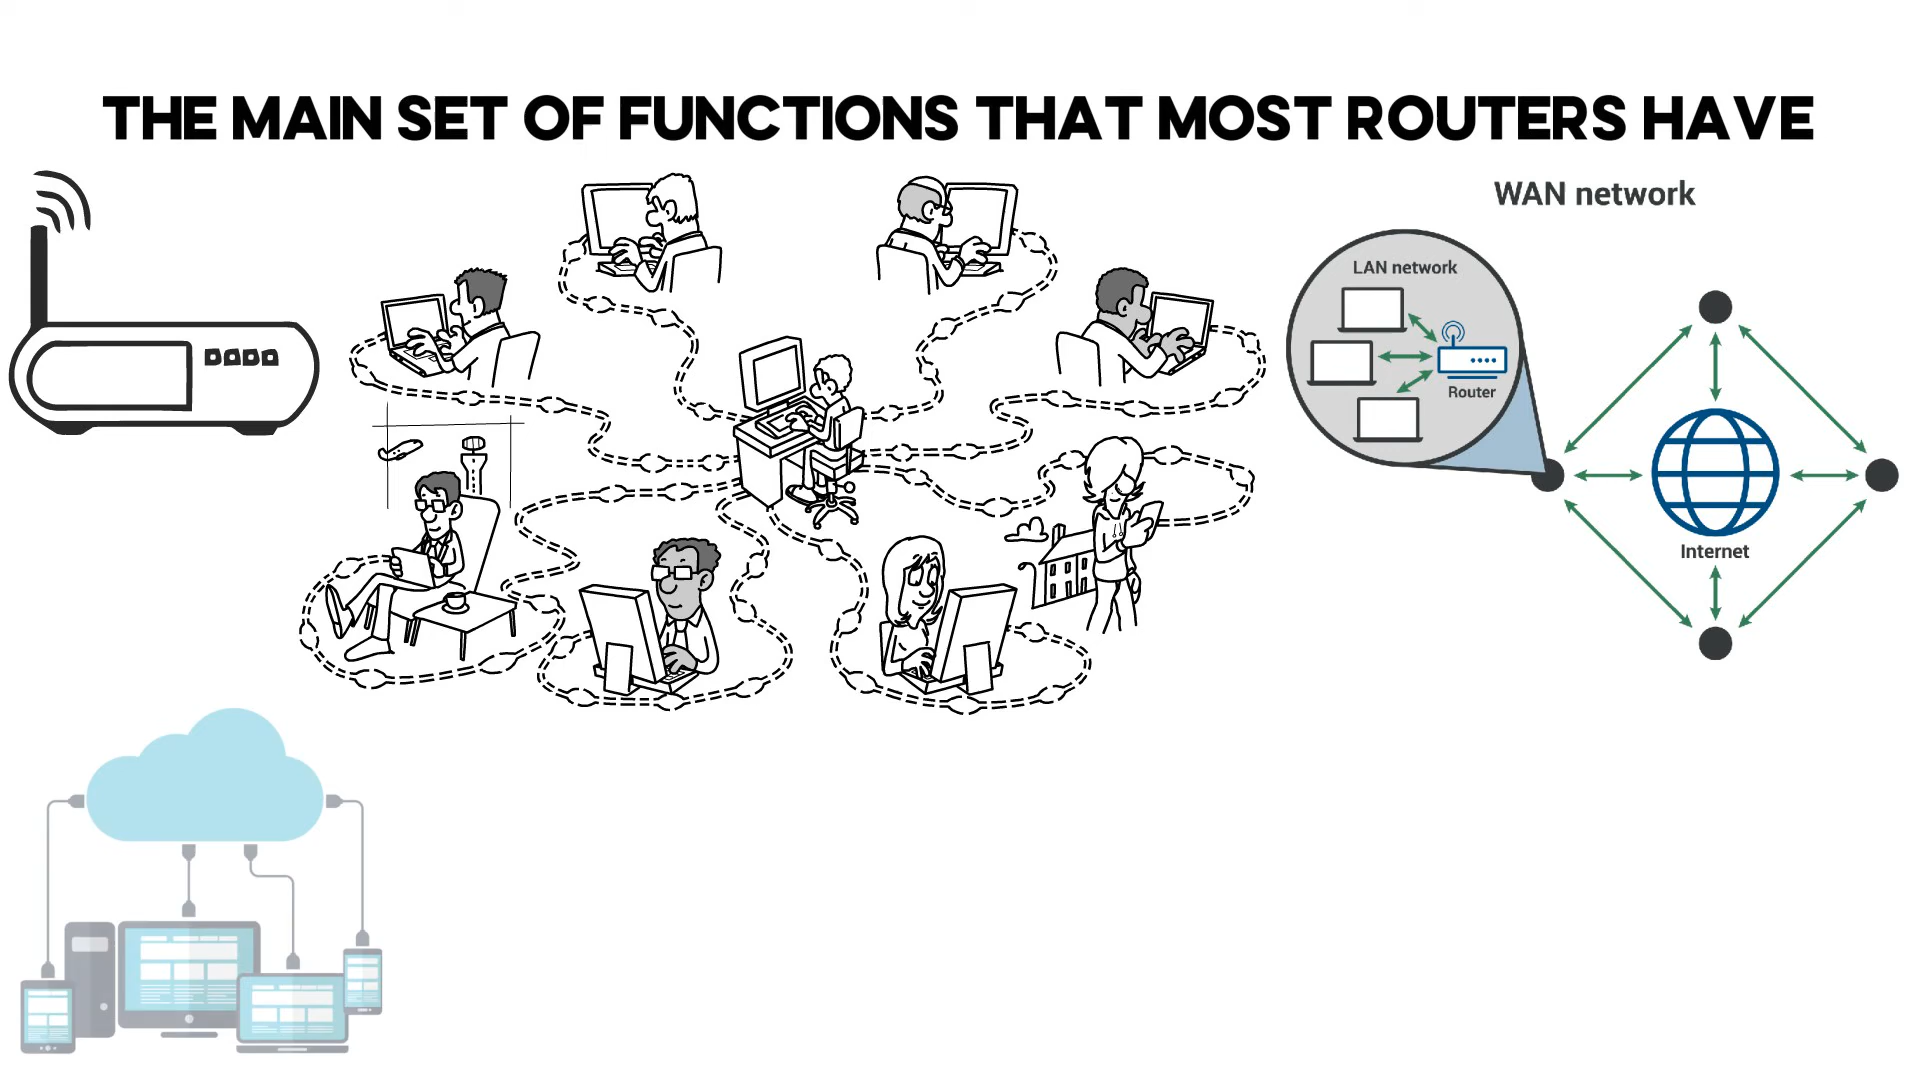 THE MAIN SET OF FUNCTIONS THAT MOST ROUTERS HAVE
WAN network
LAN network
Router
Internet